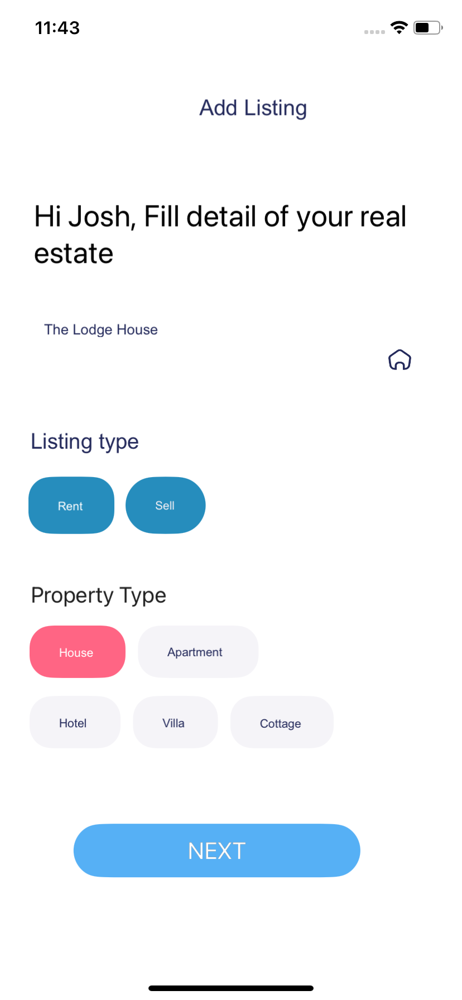 11:43
Add Listing
Hi Josh, Fill detail of your real
estate
The Lodge House
Listing type
Rent Sell
Property Type
House Apartment
Hotel Villa Cottage
NEXT